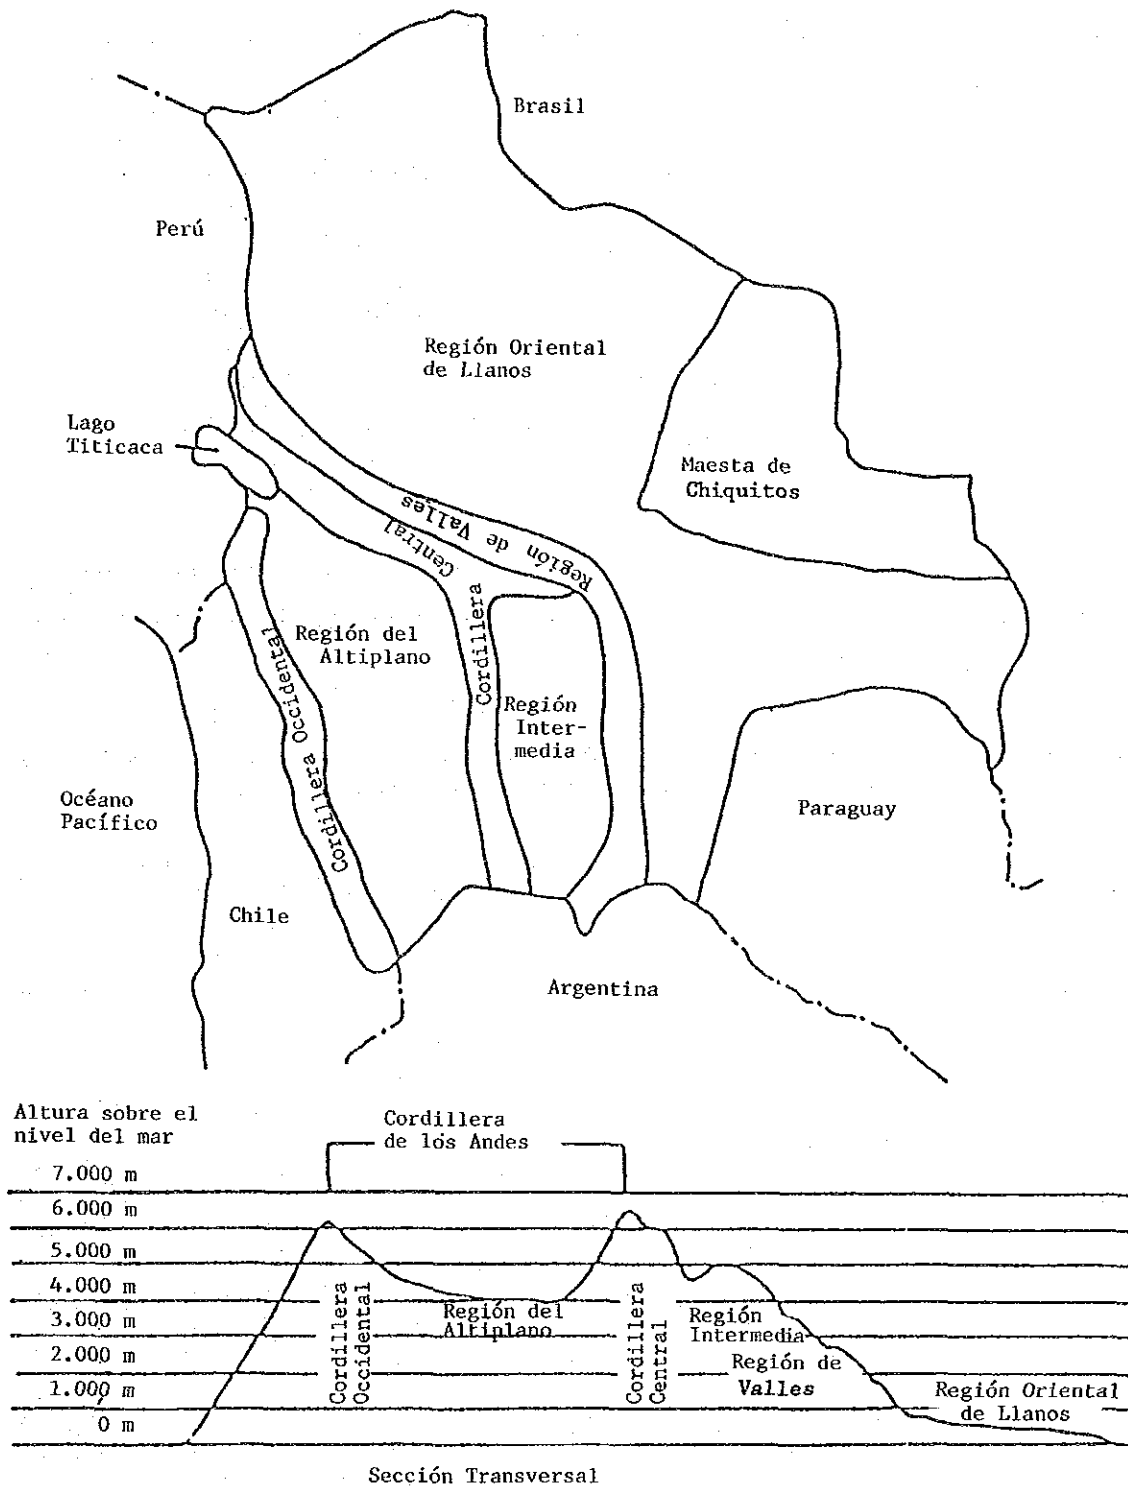 Brasil
Perú
Región Oriental
de Llanos
Lago
Titicaca
Maesta de
Chiquitos
Región de Valles
Cordillera Central
Región del
Altiplano
Cordillera Occidental
Región
Inter-
media
Océano
Pacífico
Paraguay
Chile
Argentina
Altura sobre el
nivel del mar
Cordillera
de los Andes
7.000 m
6.000 m
5.000 m
4.000 m
3.000 m
2.000 m
1.000 m
0 m
Cordillera
Occidental
Región del
Altiplano
Cordillera
Central
Región
Intermedia
Región de
Valles
Región Oriental
de Llanos
Sección Transversal